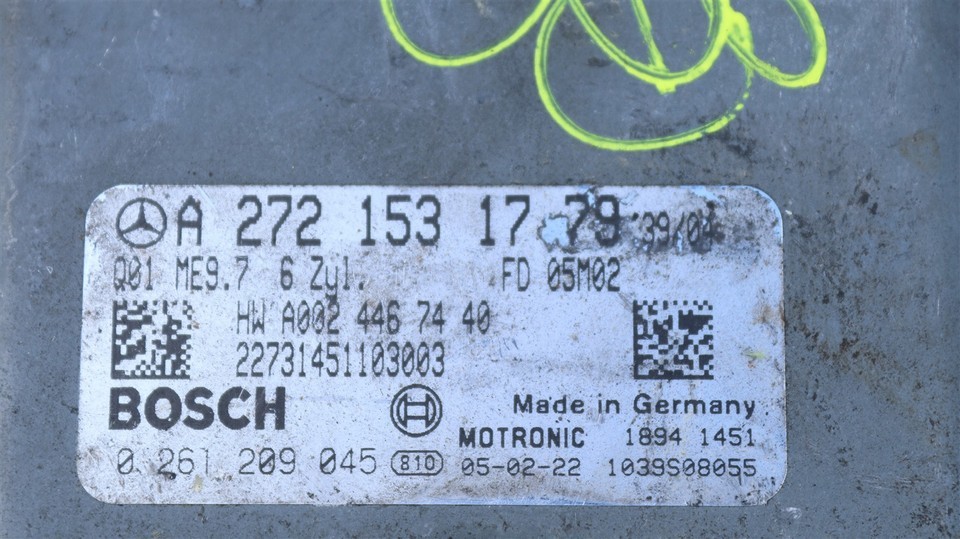 A 272 153 17 79 39/04
Q01 ME9.7 6 Zyl. FD 05M02
HW A002 446 74 40
22731451103003
BOSCH Made in Germany
MOTRONIC 1894 1451
0 261 209 045 810 05-02-22 1039S08055